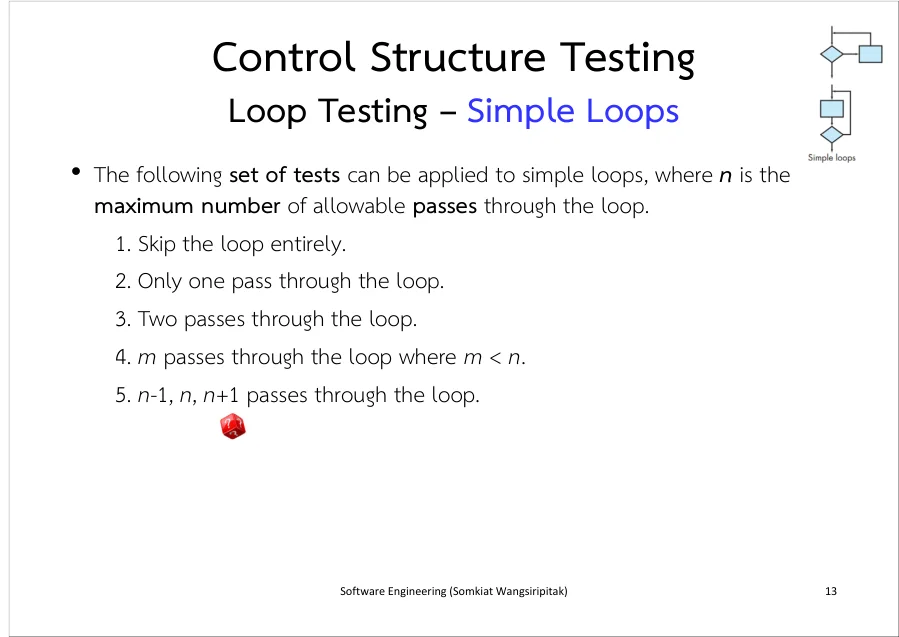 Control Structure Testing
Loop Testing – Simple Loops
Simple loops
• The following set of tests can be applied to simple loops, where n is the
maximum number of allowable passes through the loop.
1. Skip the loop entirely.
2. Only one pass through the loop.
3. Two passes through the loop.
4. m passes through the loop where m < n.
5. n-1, n, n+1 passes through the loop.
Software Engineering (Somkiat Wangsiripitak)
13